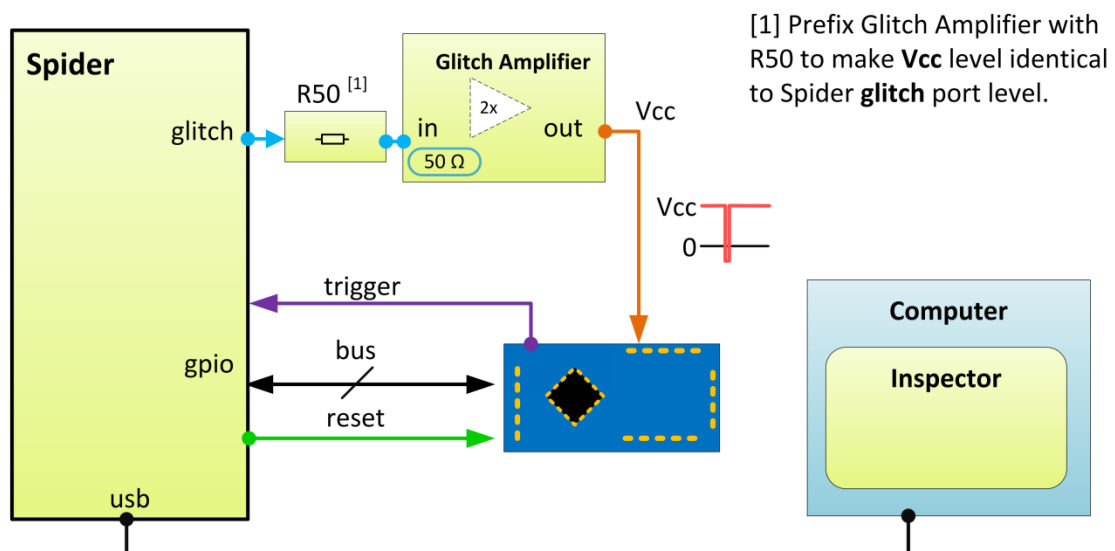 [1] Prefix Glitch Amplifier with
R50 to make Vcc level identical
to Spider glitch port level.
Spider
Glitch Amplifier
R50 [1]
2x
Vcc
glitch
in
out
50 Ω
Vcc
0
trigger
Computer
bus
gpio
Inspector
reset
usb